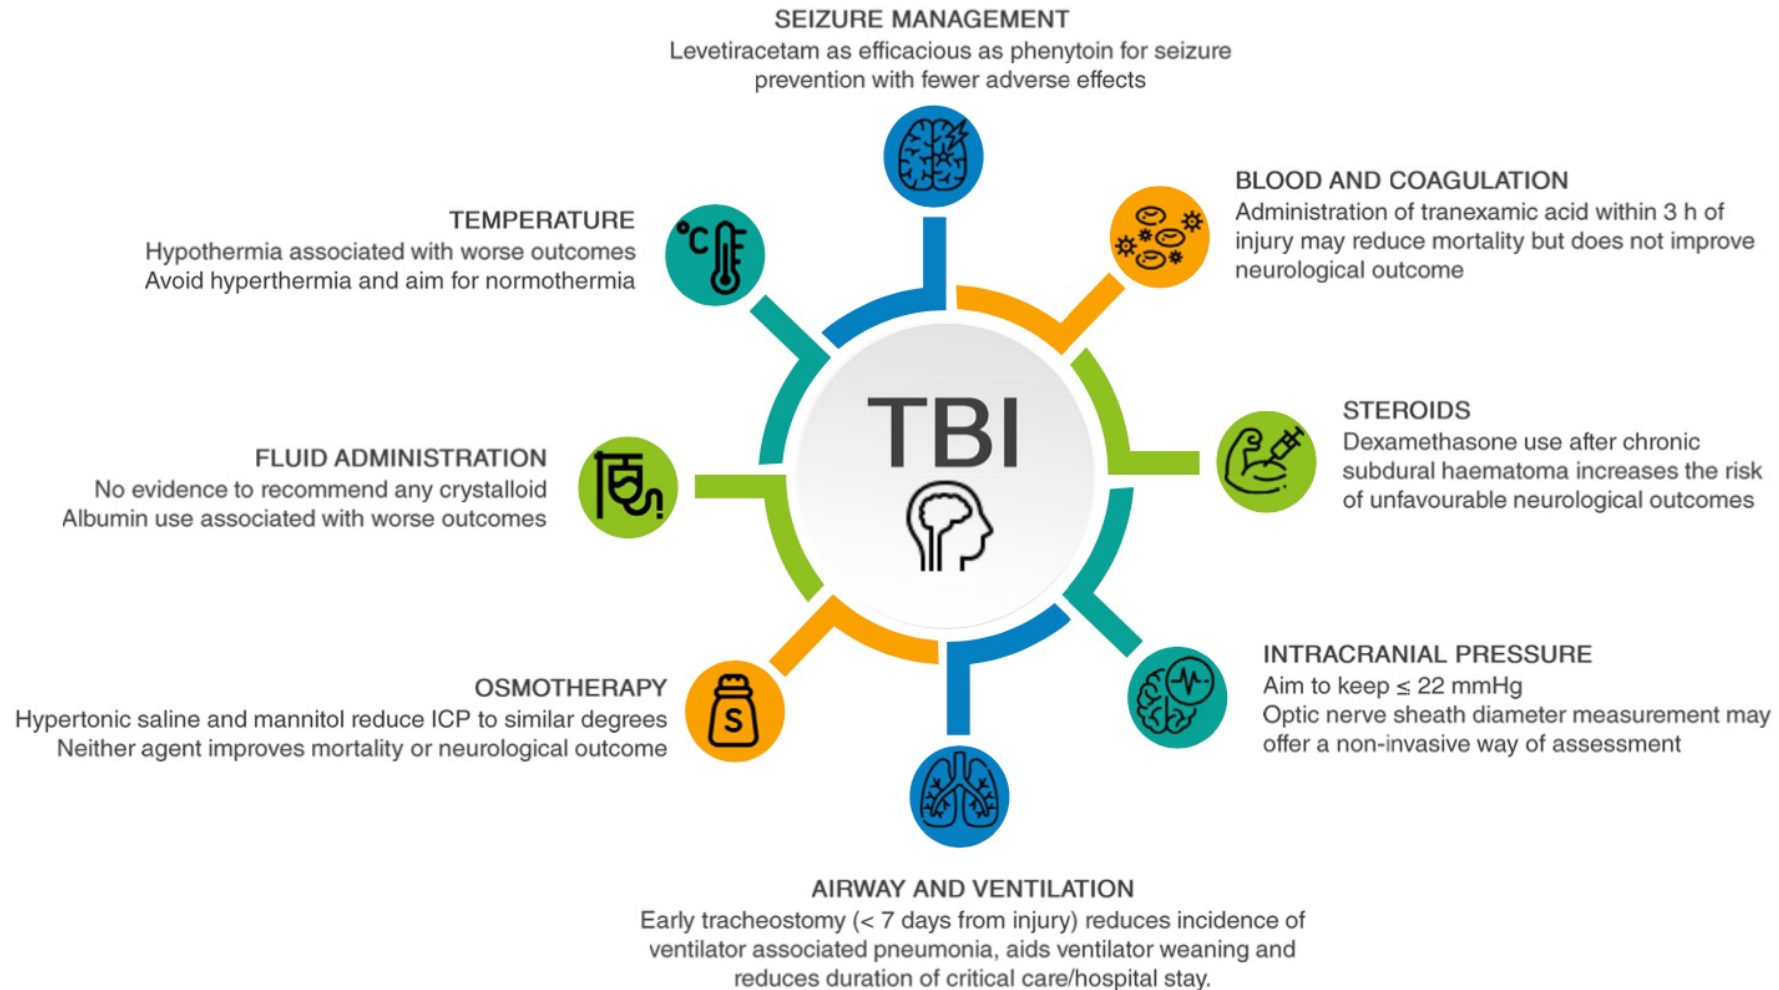 SEIZURE MANAGEMENT
Levetiracetam as efficacious as phenytoin for seizure
prevention with fewer adverse effects
BLOOD AND COAGULATION
Administration of tranexamic acid within 3 h of
injury may reduce mortality but does not improve
neurological outcome
TEMPERATURE
Hypothermia associated with worse outcomes
Avoid hyperthermia and aim for normothermia
°C
TBI
STEROIDS
Dexamethasone use after chronic
subdural haematoma increases the risk
of unfavourable neurological outcomes
FLUID ADMINISTRATION
No evidence to recommend any crystalloid
Albumin use associated with worse outcomes
INTRACRANIAL PRESSURE
Aim to keep ≤ 22 mmHg
Optic nerve sheath diameter measurement may
offer a non-invasive way of assessment
OSMOTHERAPY
Hypertonic saline and mannitol reduce ICP to similar degrees
Neither agent improves mortality or neurological outcome
S
AIRWAY AND VENTILATION
Early tracheostomy (< 7 days from injury) reduces incidence of
ventilator associated pneumonia, aids ventilator weaning and
reduces duration of critical care/hospital stay.